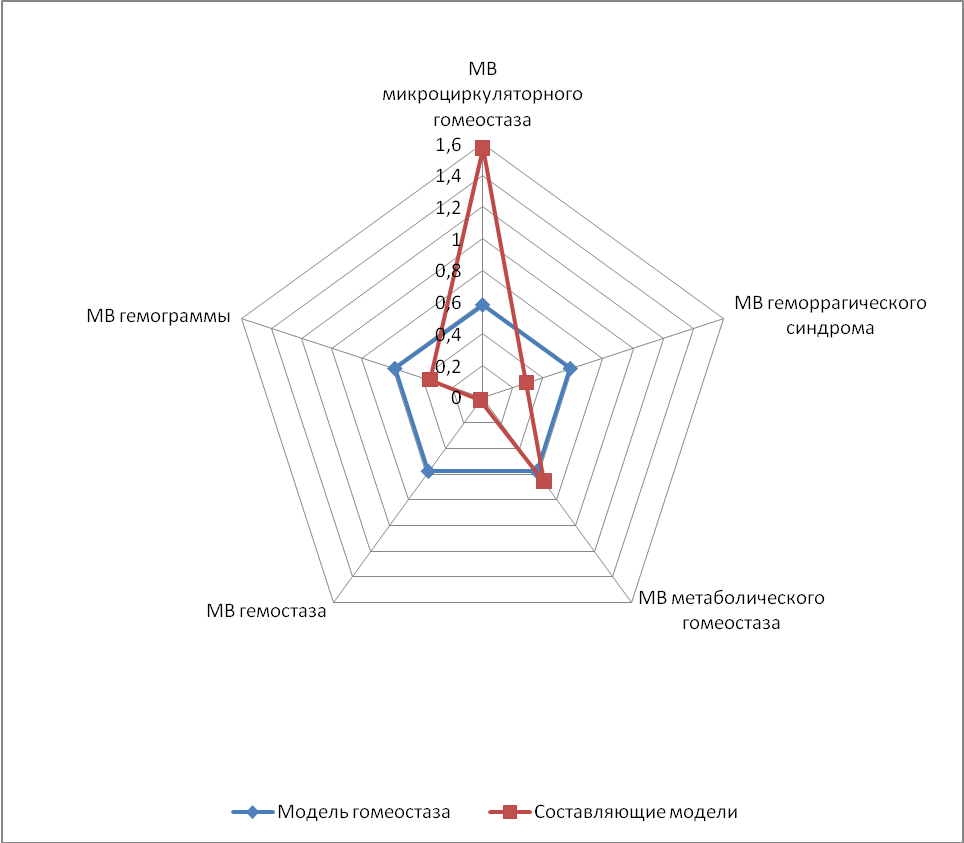 МВ
микроциркуляторного
гомеостаза
1,6
1,4
1,2
1
0,8
0,6
0,4
0,2
0
МВ геморрагического
синдрома
МВ метаболического
гомеостаза
МВ гемостаза
МВ гемограммы
Модель гомеостаза
Составляющие модели